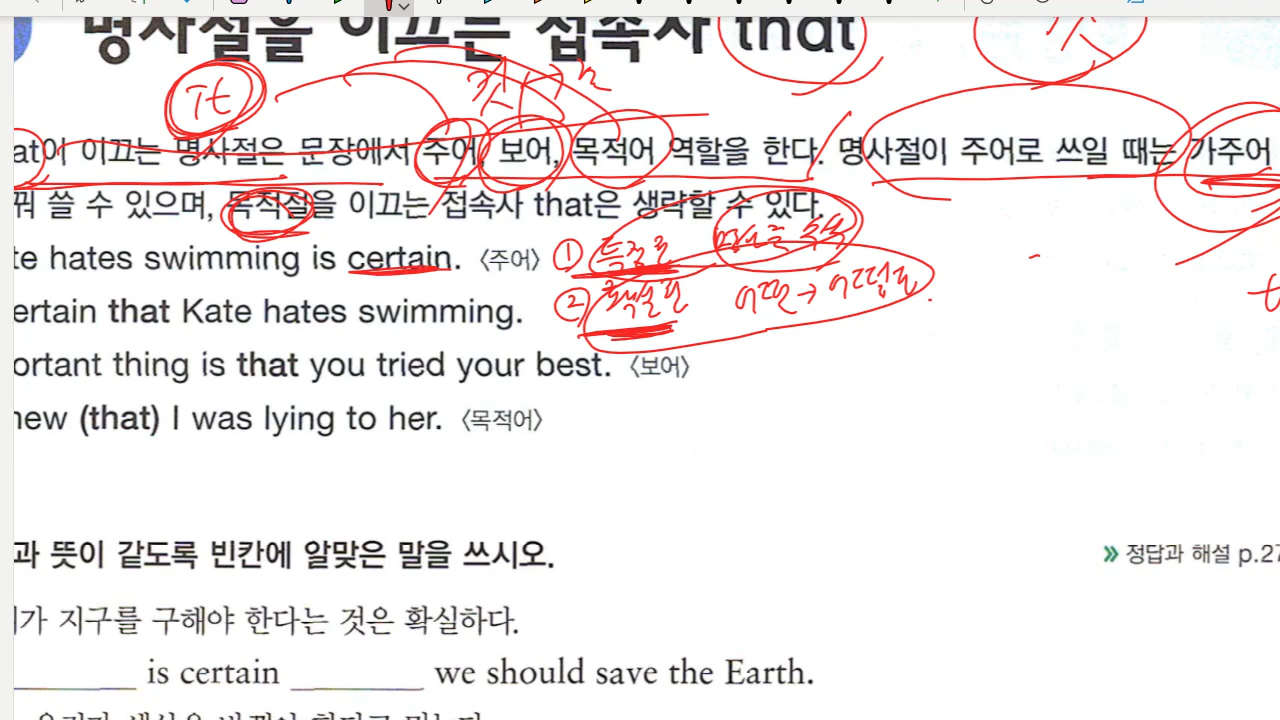 명사절을 이끄는 접속사 that
것
It
것 n
at이 이끄는 명사절은 문장에서 주어, 보어, 목적어 역할을 한다. 명사절이 주어로 쓰일 때는 가주어
꿔 쓸 수 있으며, 목적절을 이끄는 접속사 that은 생략할 수 있다.
te hates swimming is certain. 〈주어〉 ①
ertain that Kate hates swimming. ②
ortant thing is that you tried your best. 〈보어〉
new (that) I was lying to her. 〈목적어〉
과 뜻이 같도록 빈칸에 알맞은 말을 쓰시오.
» 정답과 해설 p.27
가 지구를 구해야 한다는 것은 확실하다.
is certain we should save the Earth.